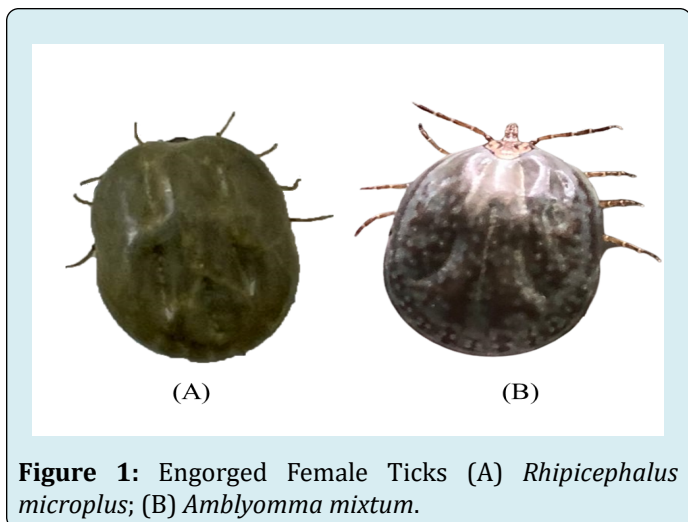 (A)
(B)
Figure 1: Engorged Female Ticks (A) Rhipicephalus
microplus; (B) Amblyomma mixtum.